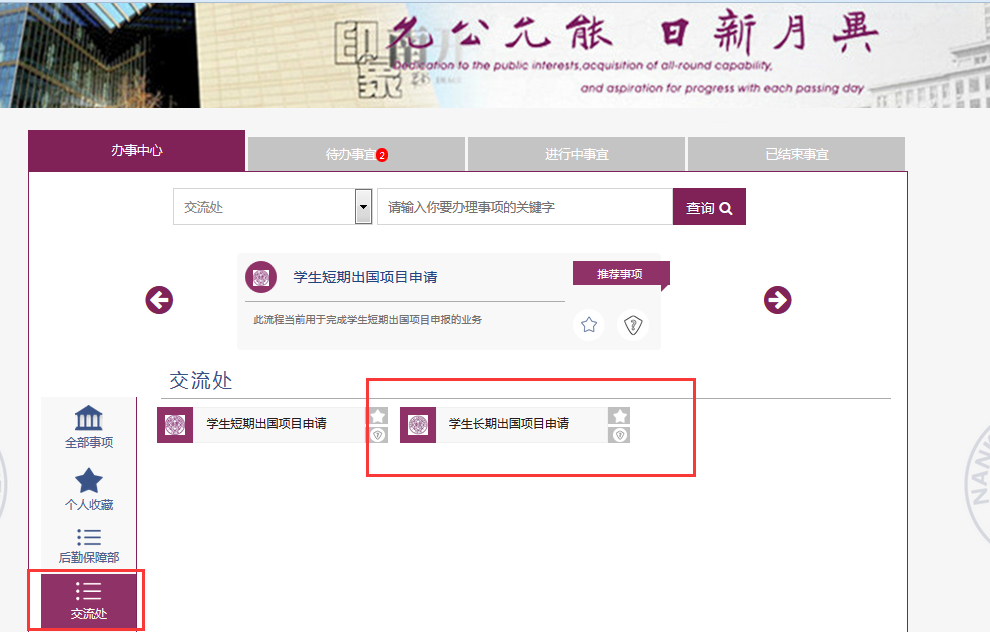 允公允能 日新月異
印象
Dedication to the public interests,acquisition of all-round capability,
and aspiration for progress with each passing day
办事中心
待办事宜2
进行中事宜
已结束事宜
交流处
请输入你要办理事项的关键字
查询
学生短期出国项目申请
推荐事项
此流程当前用于完成学生短期出国项目申报的业务
交流处
学生短期出国项目申请
学生长期出国项目申请
全部事项
个人收藏
后勤保障部
交流处
NANK